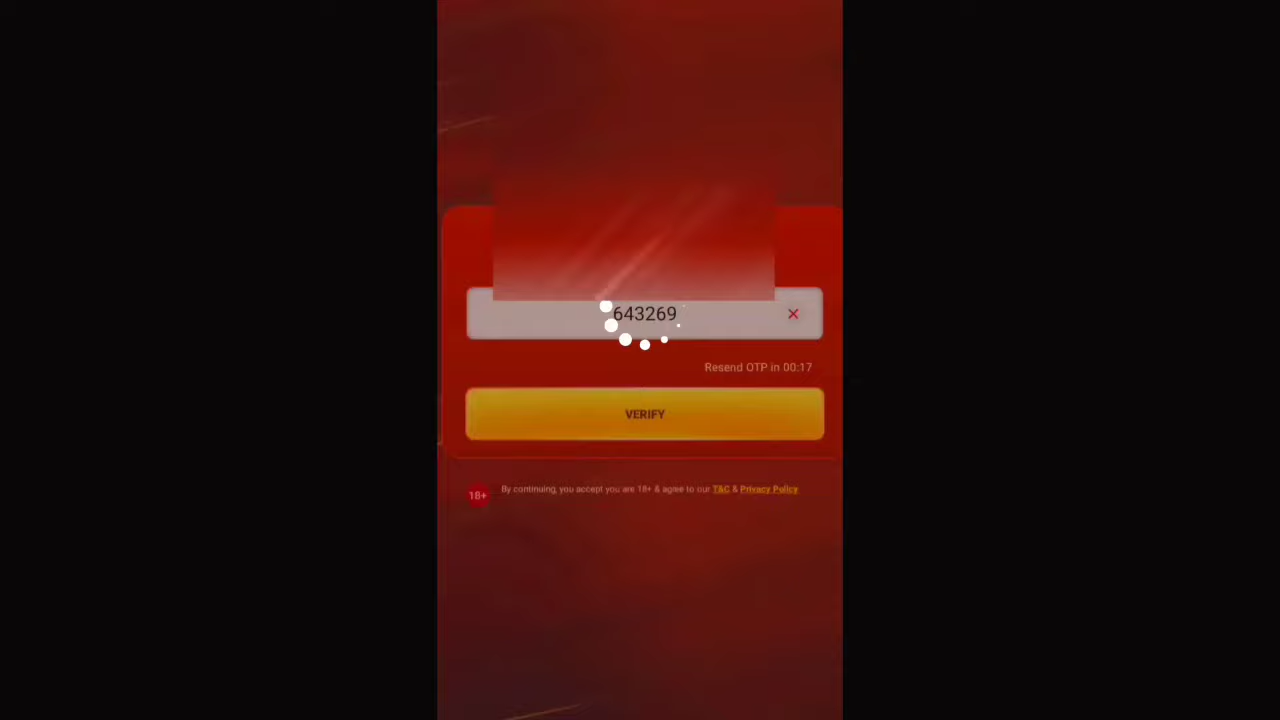 643269 ×
Resend OTP in 00:17
VERIFY
18+ By continuing, you accept you are 18+ & agree to our T&C & Privacy Policy